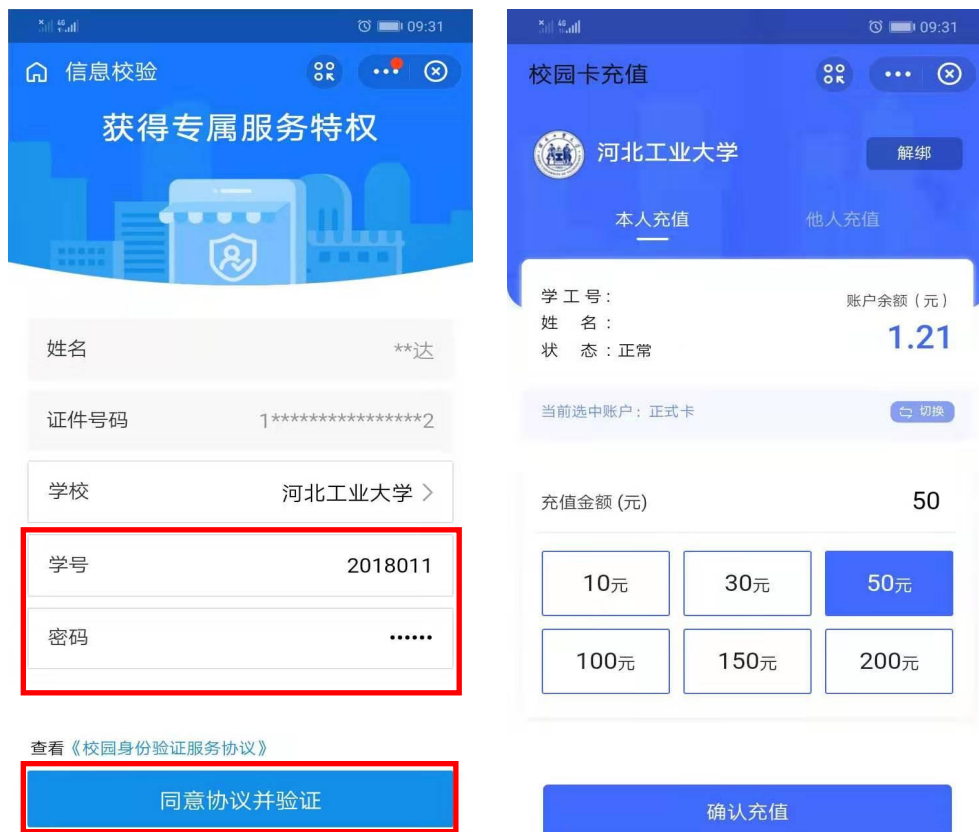 09:31
信息校验
获得专属服务特权
姓名 **达
证件号码 1****************2
学校 河北工业大学 >
学号 2018011
密码 ••••••
查看《校园身份验证服务协议》
同意协议并验证
09:31
校园卡充值
河北工业大学 解绑
本人充值 他人充值
学工号: 账户余额(元)
姓 名:
状 态:正常 1.21
当前选中账户:正式卡 切换
充值金额(元) 50
10元 30元 50元
100元 150元 200元
确认充值